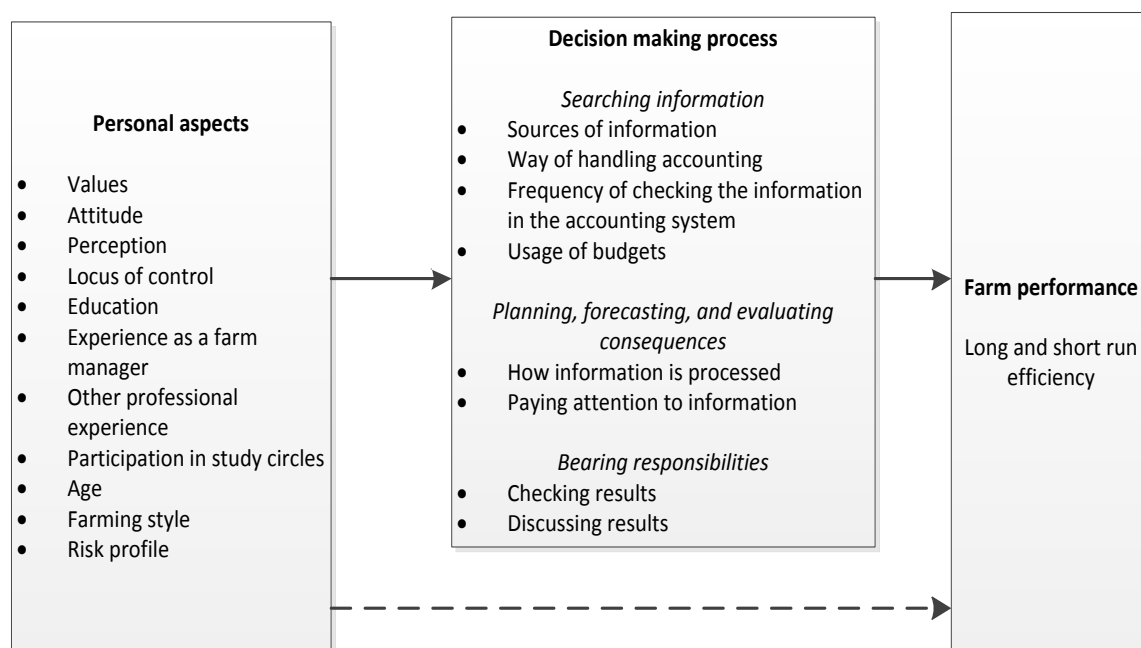 Personal aspects
• Values
• Attitude
• Perception
• Locus of control
• Education
• Experience as a farm
manager
• Other professional
experience
• Participation in study circles
• Age
• Farming style
• Risk profile
Decision making process
Searching information
• Sources of information
• Way of handling accounting
• Frequency of checking the information
in the accounting system
• Usage of budgets
Planning, forecasting, and evaluating
consequences
• How information is processed
• Paying attention to information
Bearing responsibilities
• Checking results
• Discussing results
Farm performance
Long and short run
efficiency